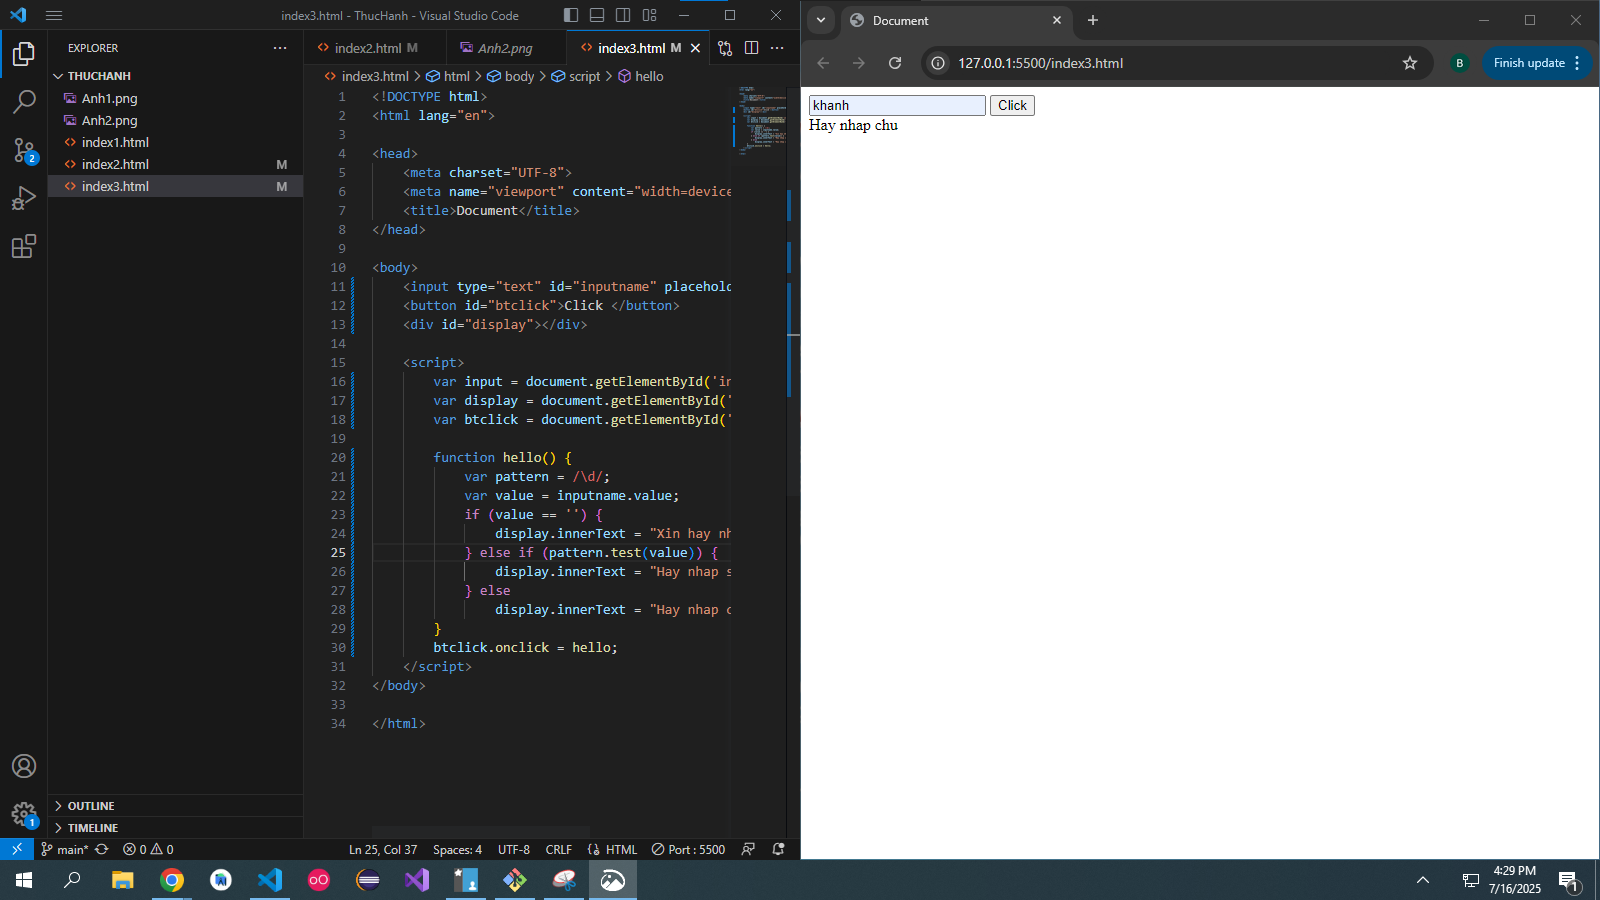 index3.html - ThucHanh - Visual Studio Code
EXPLORER
THUCHANH
Anh1.png
Anh2.png
index1.html
index2.html M
index3.html M
OUTLINE
TIMELINE
2
1
index2.html M
Anh2.png
index3.html M
index3.html > html > body > script > hello
1 <!DOCTYPE html>
2 <html lang="en">
3
4 <head>
5 <meta charset="UTF-8">
6 <meta name="viewport" content="width=device
7 <title>Document</title>
8 </head>
9
10 <body>
11 <input type="text" id="inputname" placehold
12 <button id="btclick">Click </button>
13 <div id="display"></div>
14
15 <script>
16 var input = document.getElementById('in
17 var display = document.getElementById('
18 var btclick = document.getElementById('
19
20 function hello() {
21 var pattern = /\d/;
22 var value = inputname.value;
23 if (value == '') {
24 display.innerText = "Xin hay nh
25 } else if (pattern.test(value)) {
26 display.innerText = "Hay nhap s
27 } else
28 display.innerText = "Hay nhap c
29 }
30 btclick.onclick = hello;
31 </script>
32 </body>
33
34 </html>
main* 0 0 Ln 25, Col 37 Spaces: 4 UTF-8 CRLF HTML Port : 5500
Document
127.0.0.1:5500/index3.html
B
Finish update
khanh Click
Hay nhap chu
4:29 PM
7/16/2025
1